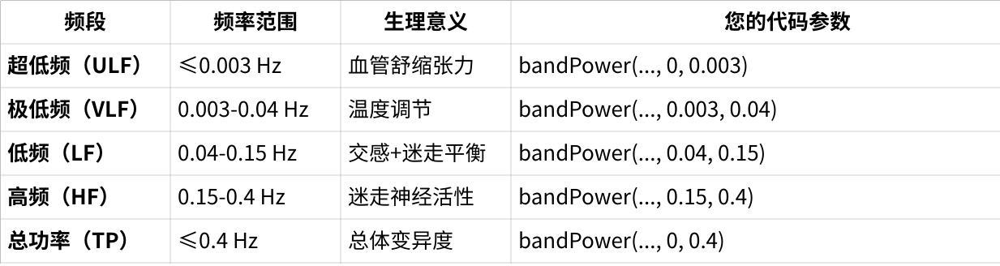 频段 频率范围 生理意义 您的代码参数
超低频（ULF） ≤0.003 Hz 血管舒缩张力 bandPower(..., 0, 0.003)
极低频（VLF） 0.003-0.04 Hz 温度调节 bandPower(..., 0.003, 0.04)
低频（LF） 0.04-0.15 Hz 交感+迷走平衡 bandPower(..., 0.04, 0.15)
高频（HF） 0.15-0.4 Hz 迷走神经活性 bandPower(..., 0.15, 0.4)
总功率（TP） ≤0.4 Hz 总体变异度 bandPower(..., 0, 0.4)